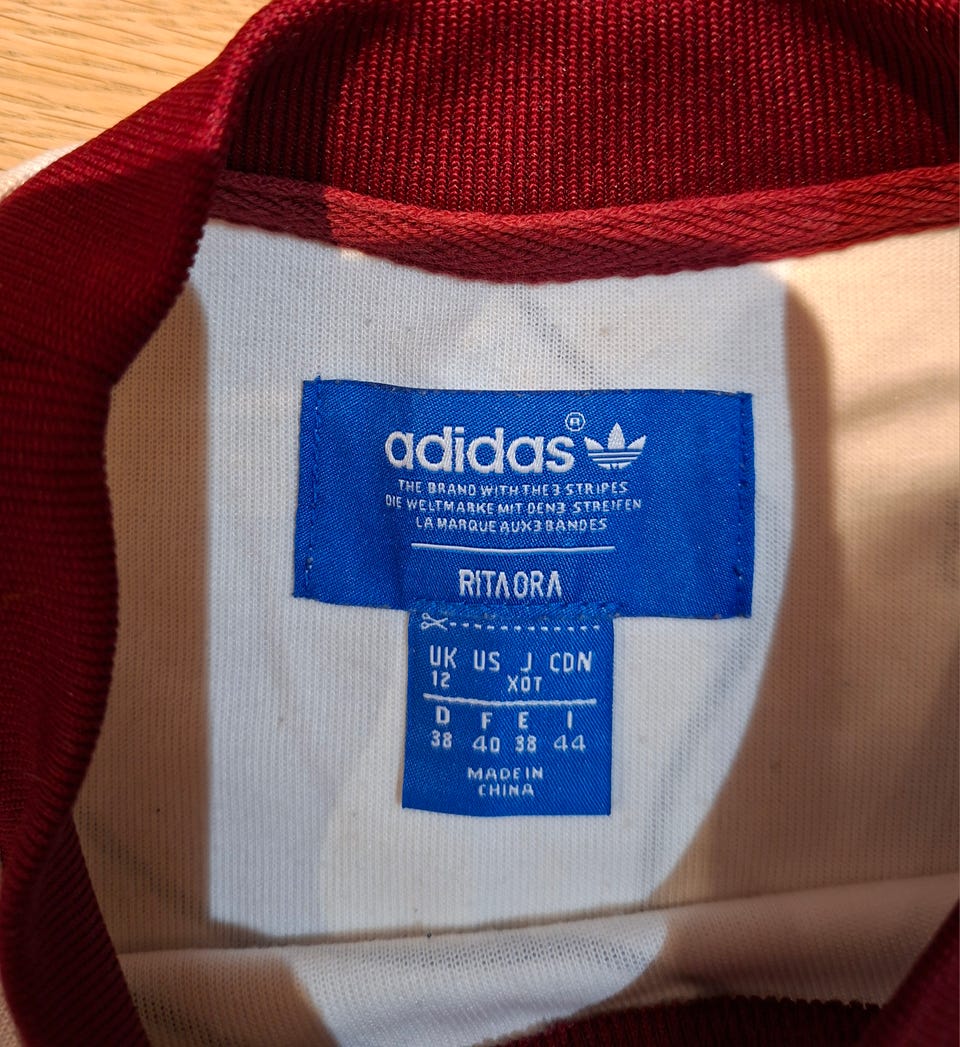 adidas®
THE BRAND WITH THE 3 STRIPES
DIE WELTMARKE MIT DEN 3 STREIFEN
LA MARQUE AUX 3 BANDES
RITA ORA
UK US J CDN
12 XOT
D F E I
38 40 38 44
MADE IN
CHINA